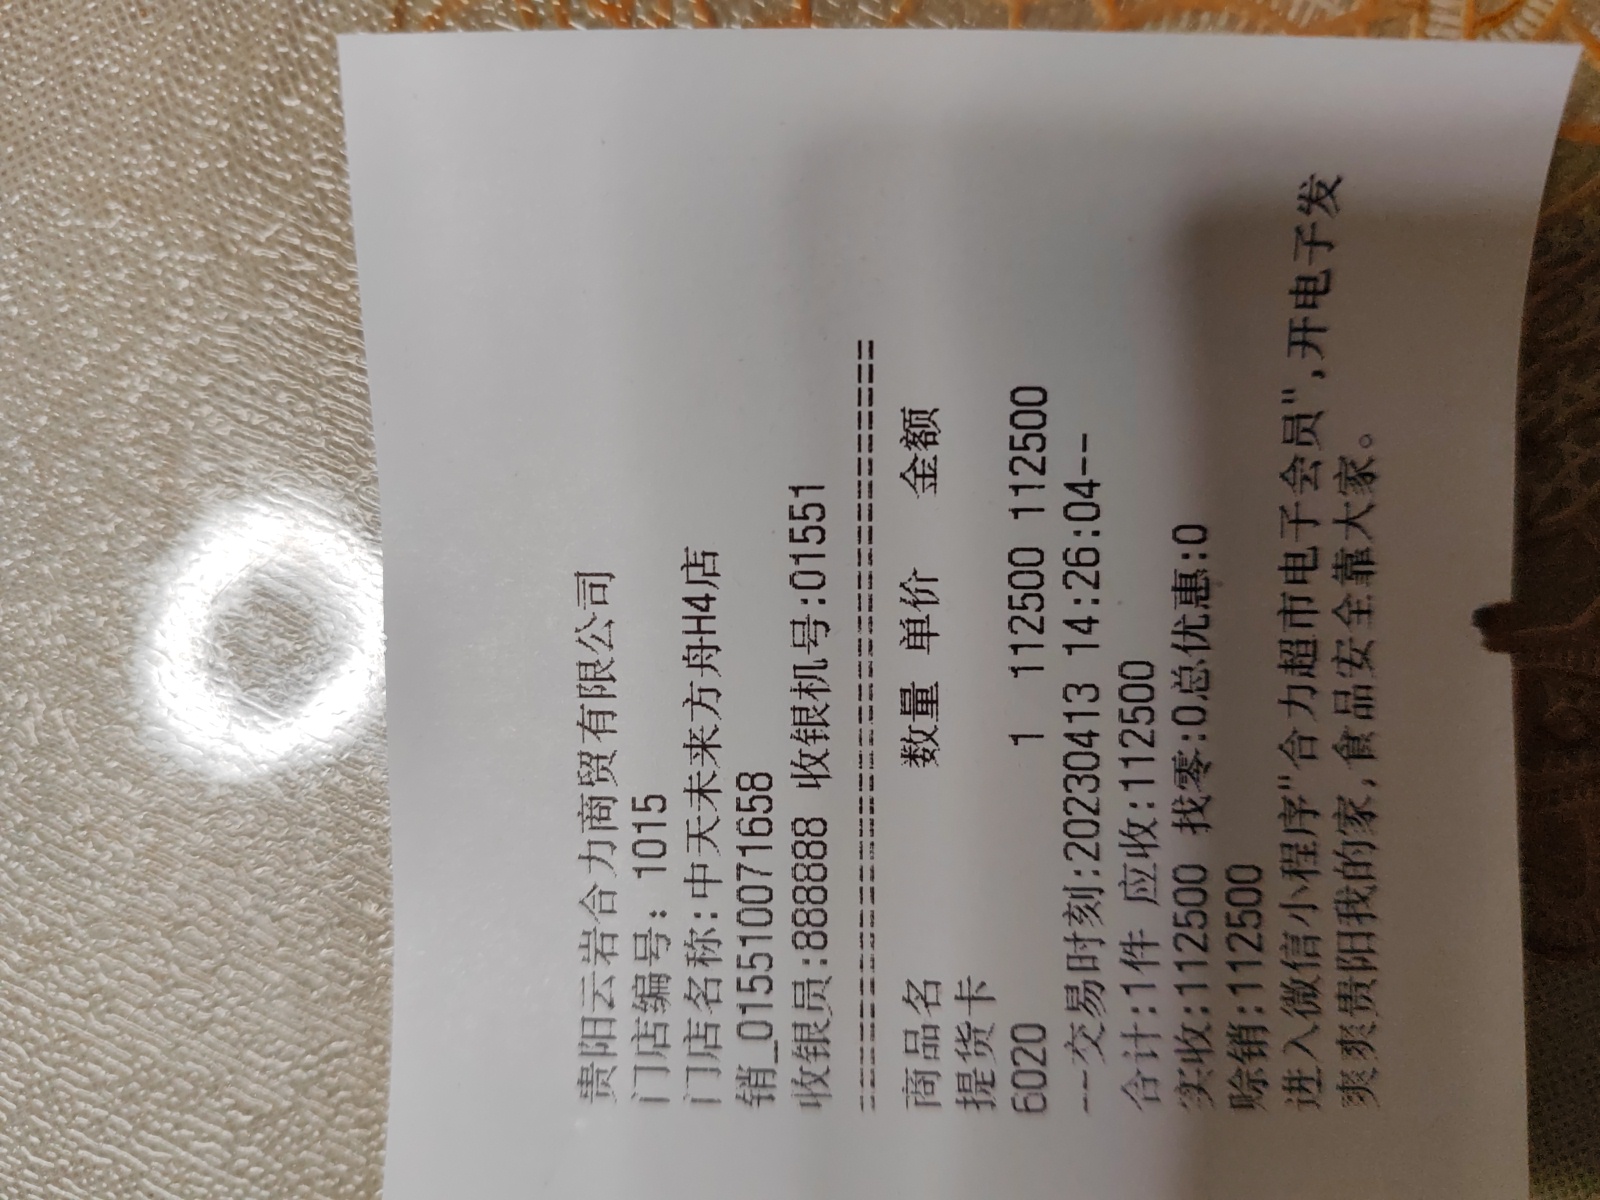 贵阳云岩合力商贸有限公司
门店编号: 1015
门店名称:中天未来方舟H4店
销_015510071658
收银员:888888 收银机号:01551
========================================
商品名 数量 单价 金额
提货卡
6020 1 112500 112500
--交易时刻:20230413 14:26:04--
合计:1件 应收:112500
实收:112500 找零:0总优惠:0
赊销:112500
进入微信小程序"合力超市电子会员",开电子发
爽爽贵阳我的家,食品安全靠大家。